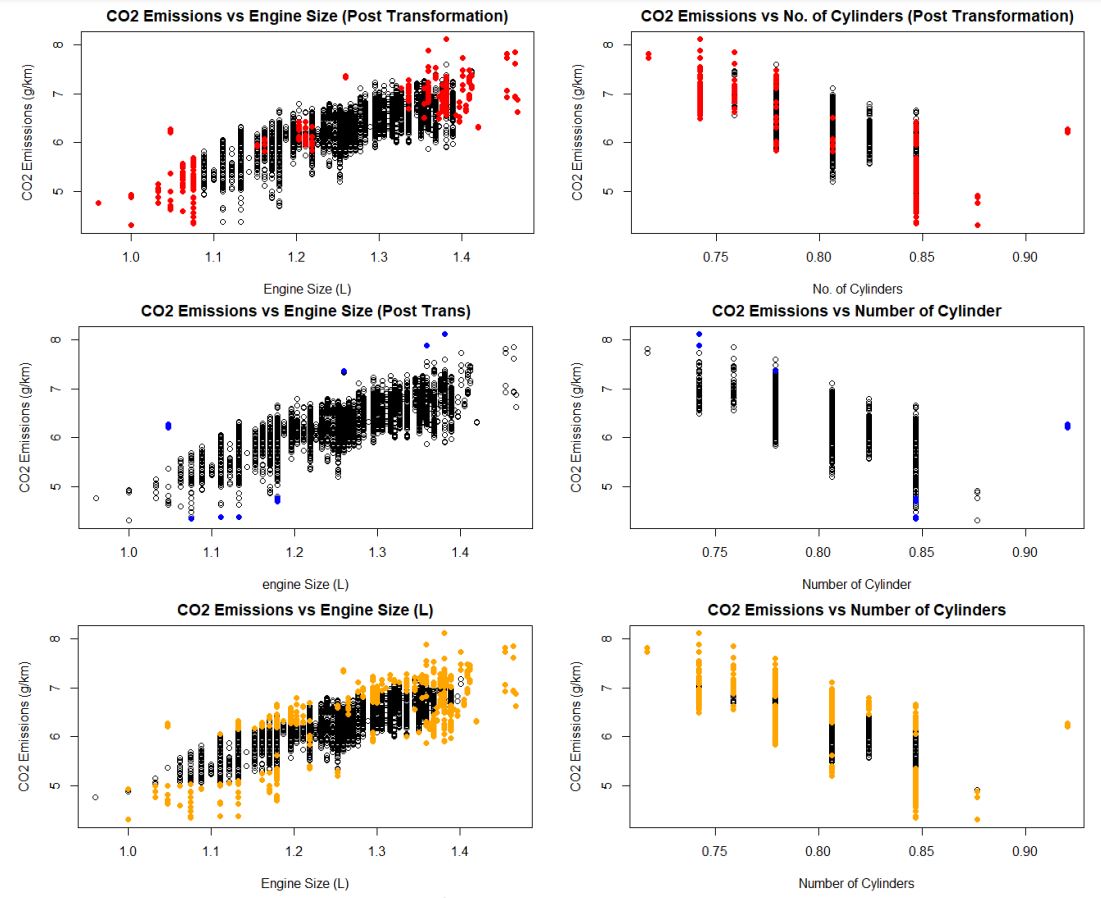 CO2 Emissions vs Engine Size (Post Transformation)
CO2 Emissions (g/km)
8
7
6
5
1.0 1.1 1.2 1.3 1.4
Engine Size (L)
CO2 Emissions vs No. of Cylinders (Post Transformation)
CO2 Emissions (g/km)
8
7
6
5
0.75 0.80 0.85 0.90
No. of Cylinders
CO2 Emissions vs Engine Size (Post Trans)
CO2 Emissions (g/km)
8
7
6
5
1.0 1.1 1.2 1.3 1.4
engine Size (L)
CO2 Emissions vs Number of Cylinder
CO2 Emissions (g/km)
8
7
6
5
0.75 0.80 0.85 0.90
Number of Cylinder
CO2 Emissions vs Engine Size (L)
CO2 Emissions (g/km)
8
7
6
5
1.0 1.1 1.2 1.3 1.4
Engine Size (L)
CO2 Emissions vs Number of Cylinders
CO2 Emissions (g/km)
8
7
6
5
0.75 0.80 0.85 0.90
Number of Cylinders